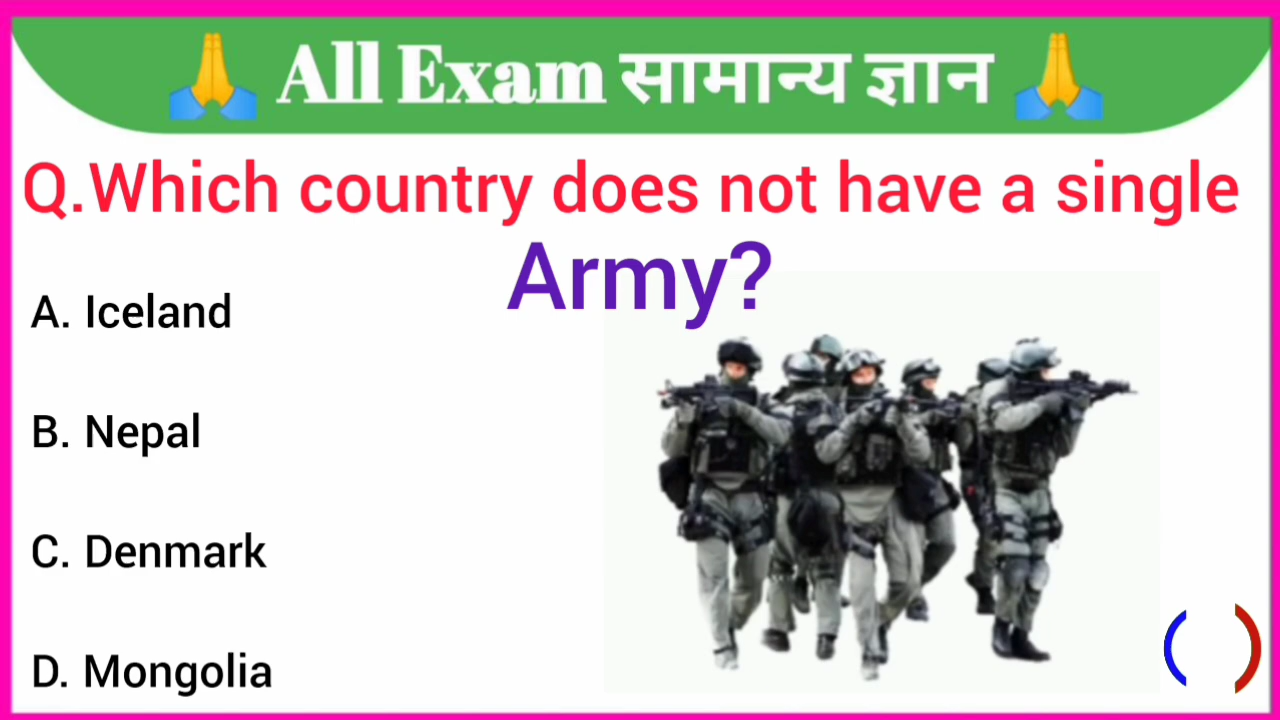 🙏 All Exam सामान्य ज्ञान 🙏
Q.Which country does not have a single
Army?
A. Iceland
B. Nepal
C. Denmark
D. Mongolia